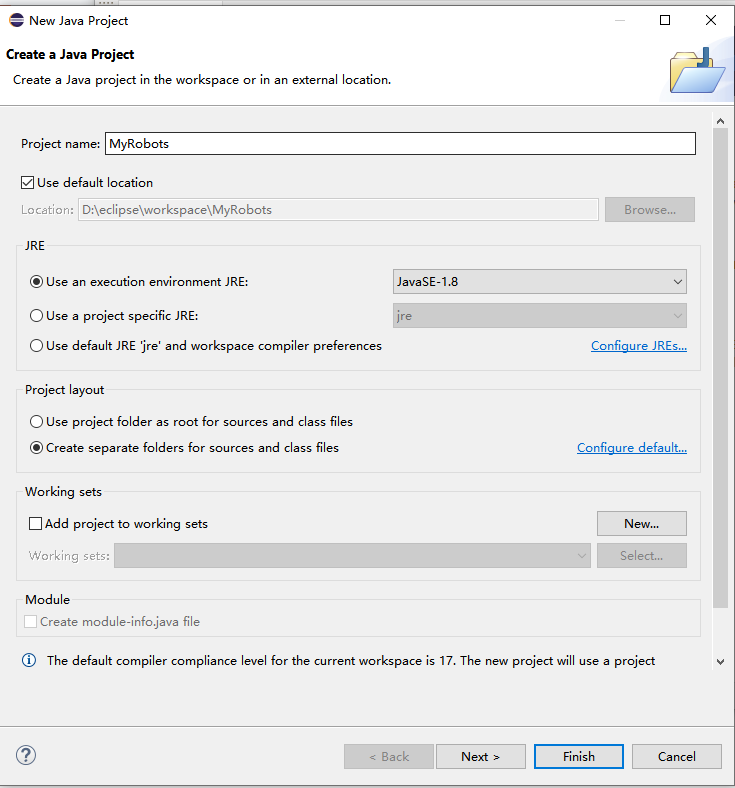 New Java Project
Create a Java Project
Create a Java project in the workspace or in an external location.
Project name: MyRobots
Use default location
Location: D:\eclipse\workspace\MyRobots Browse...
JRE
Use an execution environment JRE: JavaSE-1.8
Use a project specific JRE: jre
Use default JRE 'jre' and workspace compiler preferences Configure JREs...
Project layout
Use project folder as root for sources and class files
Create separate folders for sources and class files Configure default...
Working sets
Add project to working sets New...
Working sets: Select...
Module
Create module-info.java file
The default compiler compliance level for the current workspace is 17. The new project will use a project
? < Back Next > Finish Cancel